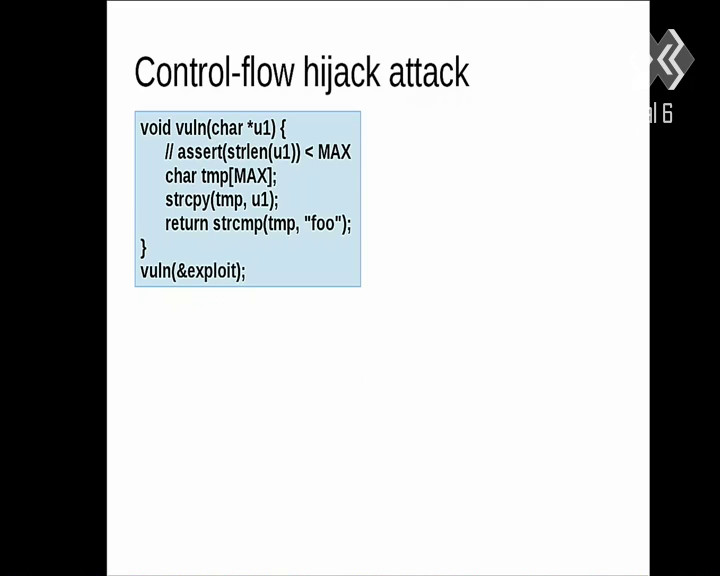 Control-flow hijack attack
void vuln(char *u1) {
// assert(strlen(u1)) < MAX
char tmp[MAX];
strcpy(tmp, u1);
return strcmp(tmp, "foo");
}
vuln(&exploit);
al 6